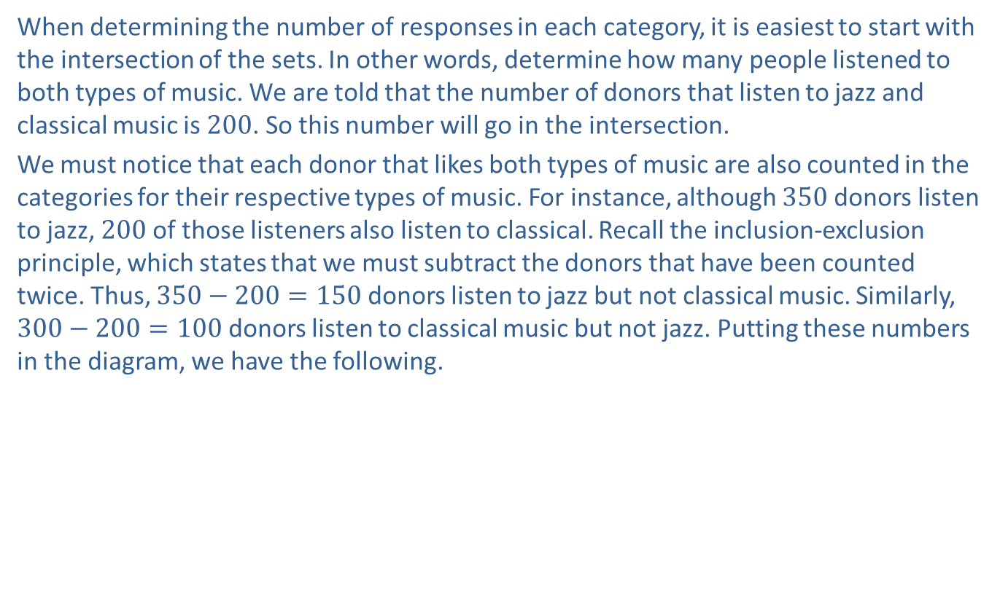 When determining the number of responses in each category, it is easiest to start with
the intersection of the sets. In other words, determine how many people listened to
both types of music. We are told that the number of donors that listen to jazz and
classical music is 200. So this number will go in the intersection.
We must notice that each donor that likes both types of music are also counted in the
categories for their respective types of music. For instance, although 350 donors listen
to jazz, 200 of those listeners also listen to classical. Recall the inclusion-exclusion
principle, which states that we must subtract the donors that have been counted
twice. Thus, 350 − 200 = 150 donors listen to jazz but not classical music. Similarly,
300 − 200 = 100 donors listen to classical music but not jazz. Putting these numbers
in the diagram, we have the following.